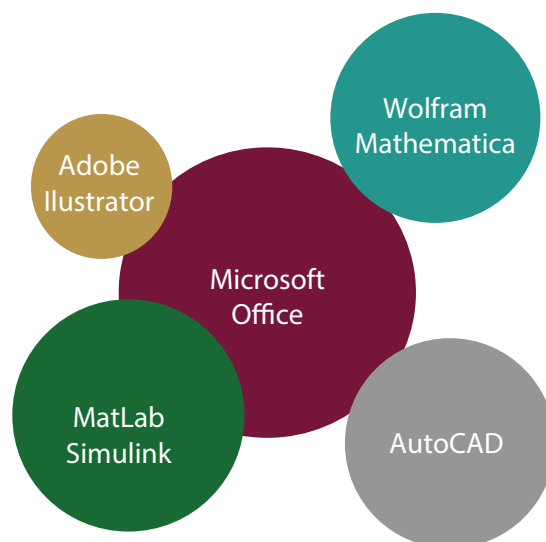 Wolfram
Mathematica
Adobe
Ilustrator
Microsoft
Office
MatLab
Simulink
AutoCAD